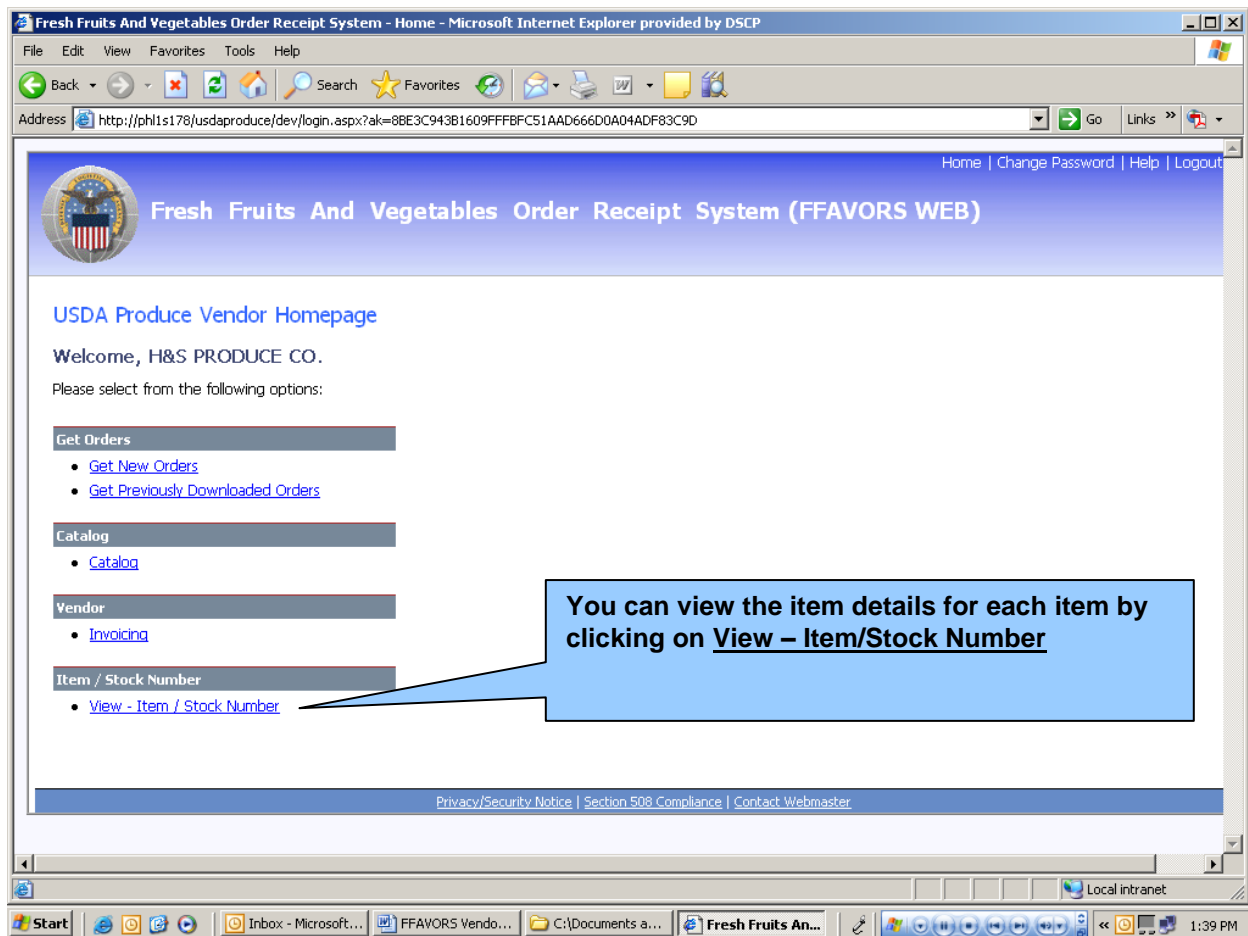 Fresh Fruits And Vegetables Order Receipt System - Home - Microsoft Internet Explorer provided by DSCP
File Edit View Favorites Tools Help
Back Search Favorites
Address http://phl1s178/usdaproduce/dev/login.aspx?ak=8BE3C943B1609FFFBFC51AAD666D0A04ADF83C9D Go Links »
Home | Change Password | Help | Logout
Fresh Fruits And Vegetables Order Receipt System (FFAVORS WEB)
USDA Produce Vendor Homepage
Welcome, H&S PRODUCE CO.
Please select from the following options:
Get Orders
• Get New Orders
• Get Previously Downloaded Orders
Catalog
• Catalog
Vendor
• Invoicing
Item / Stock Number
• View - Item / Stock Number
You can view the item details for each item by
clicking on View – Item/Stock Number
Privacy/Security Notice | Section 508 Compliance | Contact Webmaster
Local intranet
Start Inbox - Microsoft... FFAVORS Vendo... C:\Documents a... Fresh Fruits An... « 1:39 PM